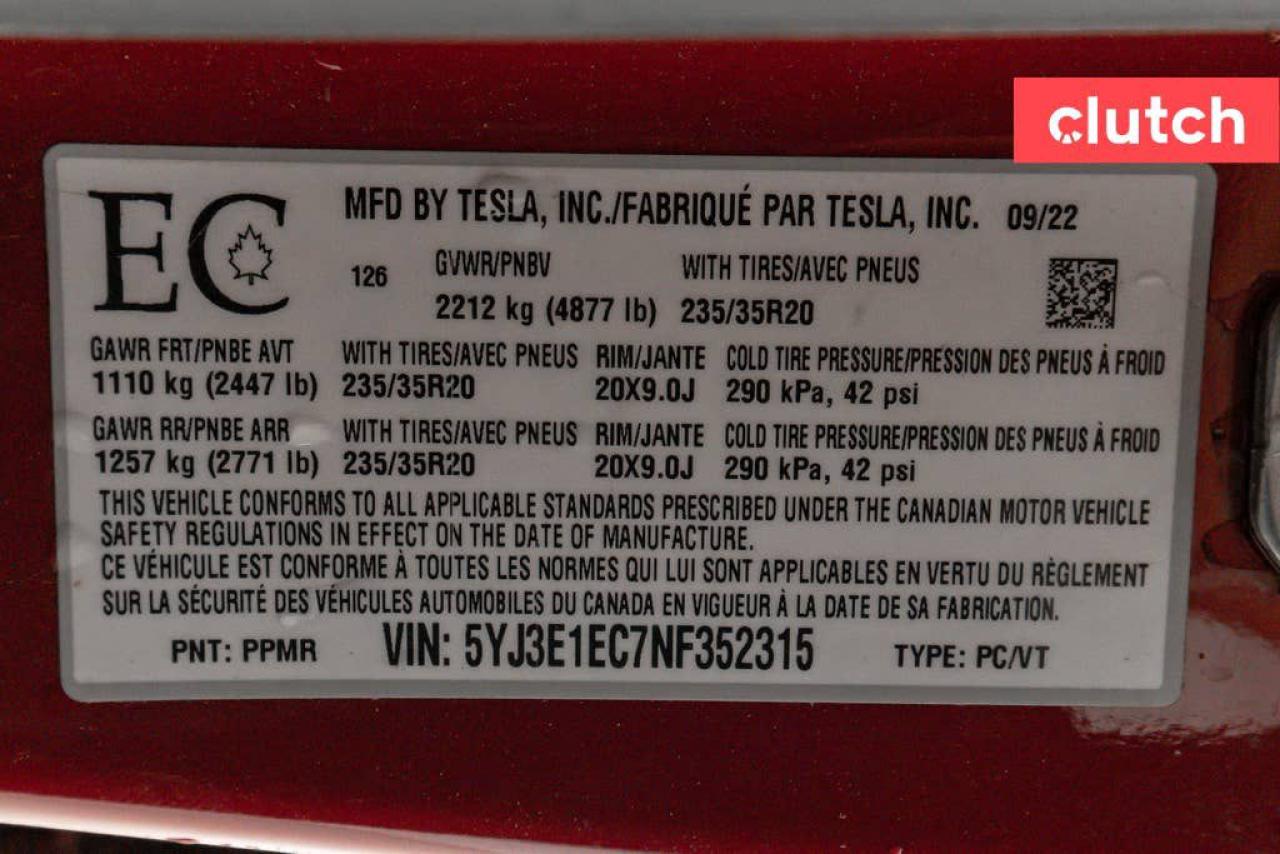 clutch
EC MFD BY TESLA, INC./FABRIQUÉ PAR TESLA, INC. 09/22
126 GVWR/PNBV WITH TIRES/AVEC PNEUS
2212 kg (4877 lb) 235/35R20
GAWR FRT/PNBE AVT WITH TIRES/AVEC PNEUS RIM/JANTE COLD TIRE PRESSURE/PRESSION DES PNEUS À FROID
1110 kg (2447 lb) 235/35R20 20X9.0J 290 kPa, 42 psi
GAWR RR/PNBE ARR WITH TIRES/AVEC PNEUS RIM/JANTE COLD TIRE PRESSURE/PRESSION DES PNEUS À FROID
1257 kg (2771 lb) 235/35R20 20X9.0J 290 kPa, 42 psi
THIS VEHICLE CONFORMS TO ALL APPLICABLE STANDARDS PRESCRIBED UNDER THE CANADIAN MOTOR VEHICLE
SAFETY REGULATIONS IN EFFECT ON THE DATE OF MANUFACTURE.
CE VÉHICULE EST CONFORME À TOUTES LES NORMES QUI LUI SONT APPLICABLES EN VERTU DU RÈGLEMENT
SUR LA SÉCURITÉ DES VÉHICULES AUTOMOBILES DU CANADA EN VIGUEUR À LA DATE DE SA FABRICATION.
PNT: PPMR VIN: 5YJ3E1EC7NF352315 TYPE: PC/VT